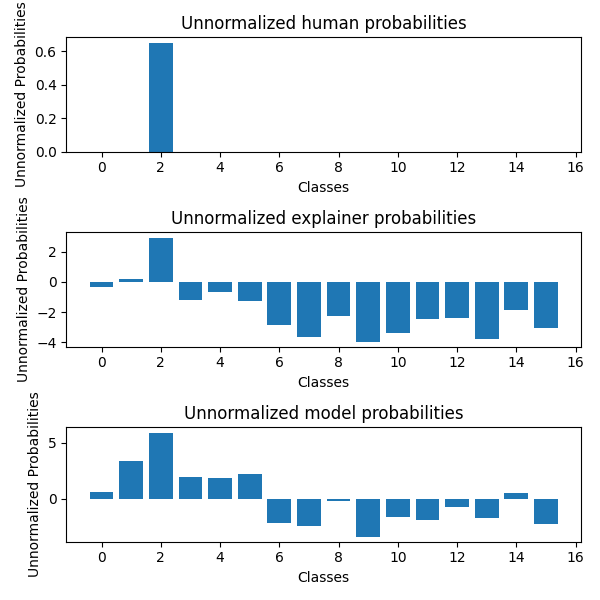 Unnormalized human probabilities
Unnormalized Probabilities
0.6
0.4
0.2
0.0
0 2 4 6 8 10 12 14 16
Classes
Unnormalized explainer probabilities
Unnormalized Probabilities
2
0
−2
−4
0 2 4 6 8 10 12 14 16
Classes
Unnormalized model probabilities
Unnormalized Probabilities
5
0
0 2 4 6 8 10 12 14 16
Classes